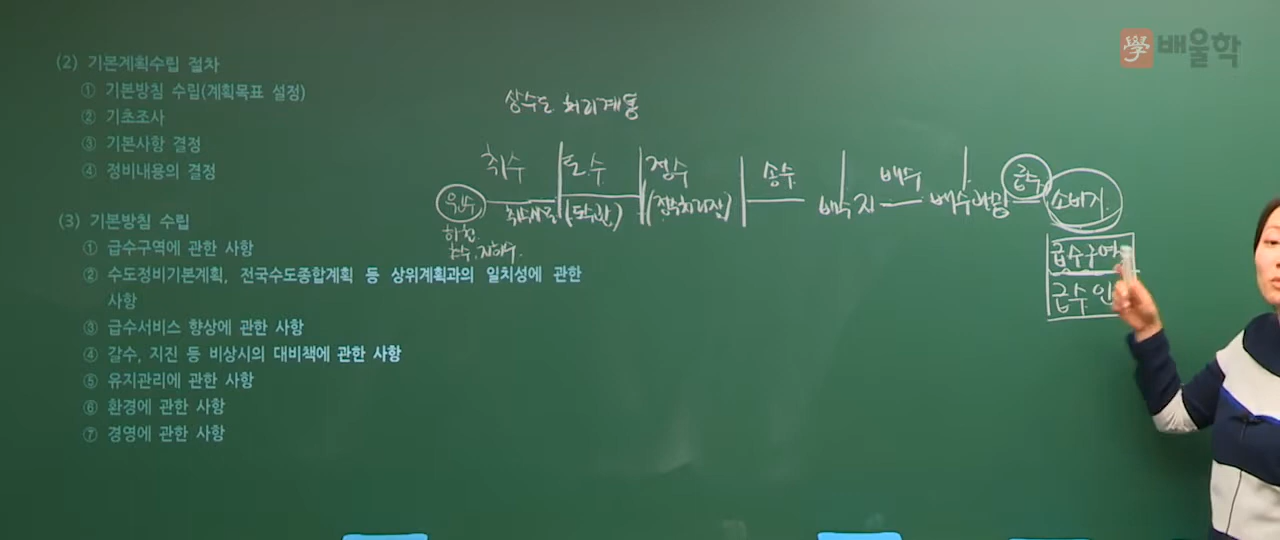 學 배울학
(2) 기본계획수립 절차
① 기본방침 수립(계획목표 설정)
② 기초조사
③ 기본사항 결정
④ 정비내용의 결정
(3) 기본방침 수립
① 급수구역에 관한 사항
② 수도정비기본계획, 전국수도종합계획 등 상위계획과의 일치성에 관한
사항
③ 급수서비스 향상에 관한 사항
④ 갈수, 지진 등 비상시의 대비책에 관한 사항
⑤ 유지관리에 관한 사항
⑥ 환경에 관한 사항
⑦ 경영에 관한 사항
상수도 처리계통
취수 도수 정수 송수 배수 급수
원수 (도수관) (정수처리장) 배수지 배수관망 소비자
하천
호수, 지하수
급수구역
급수인